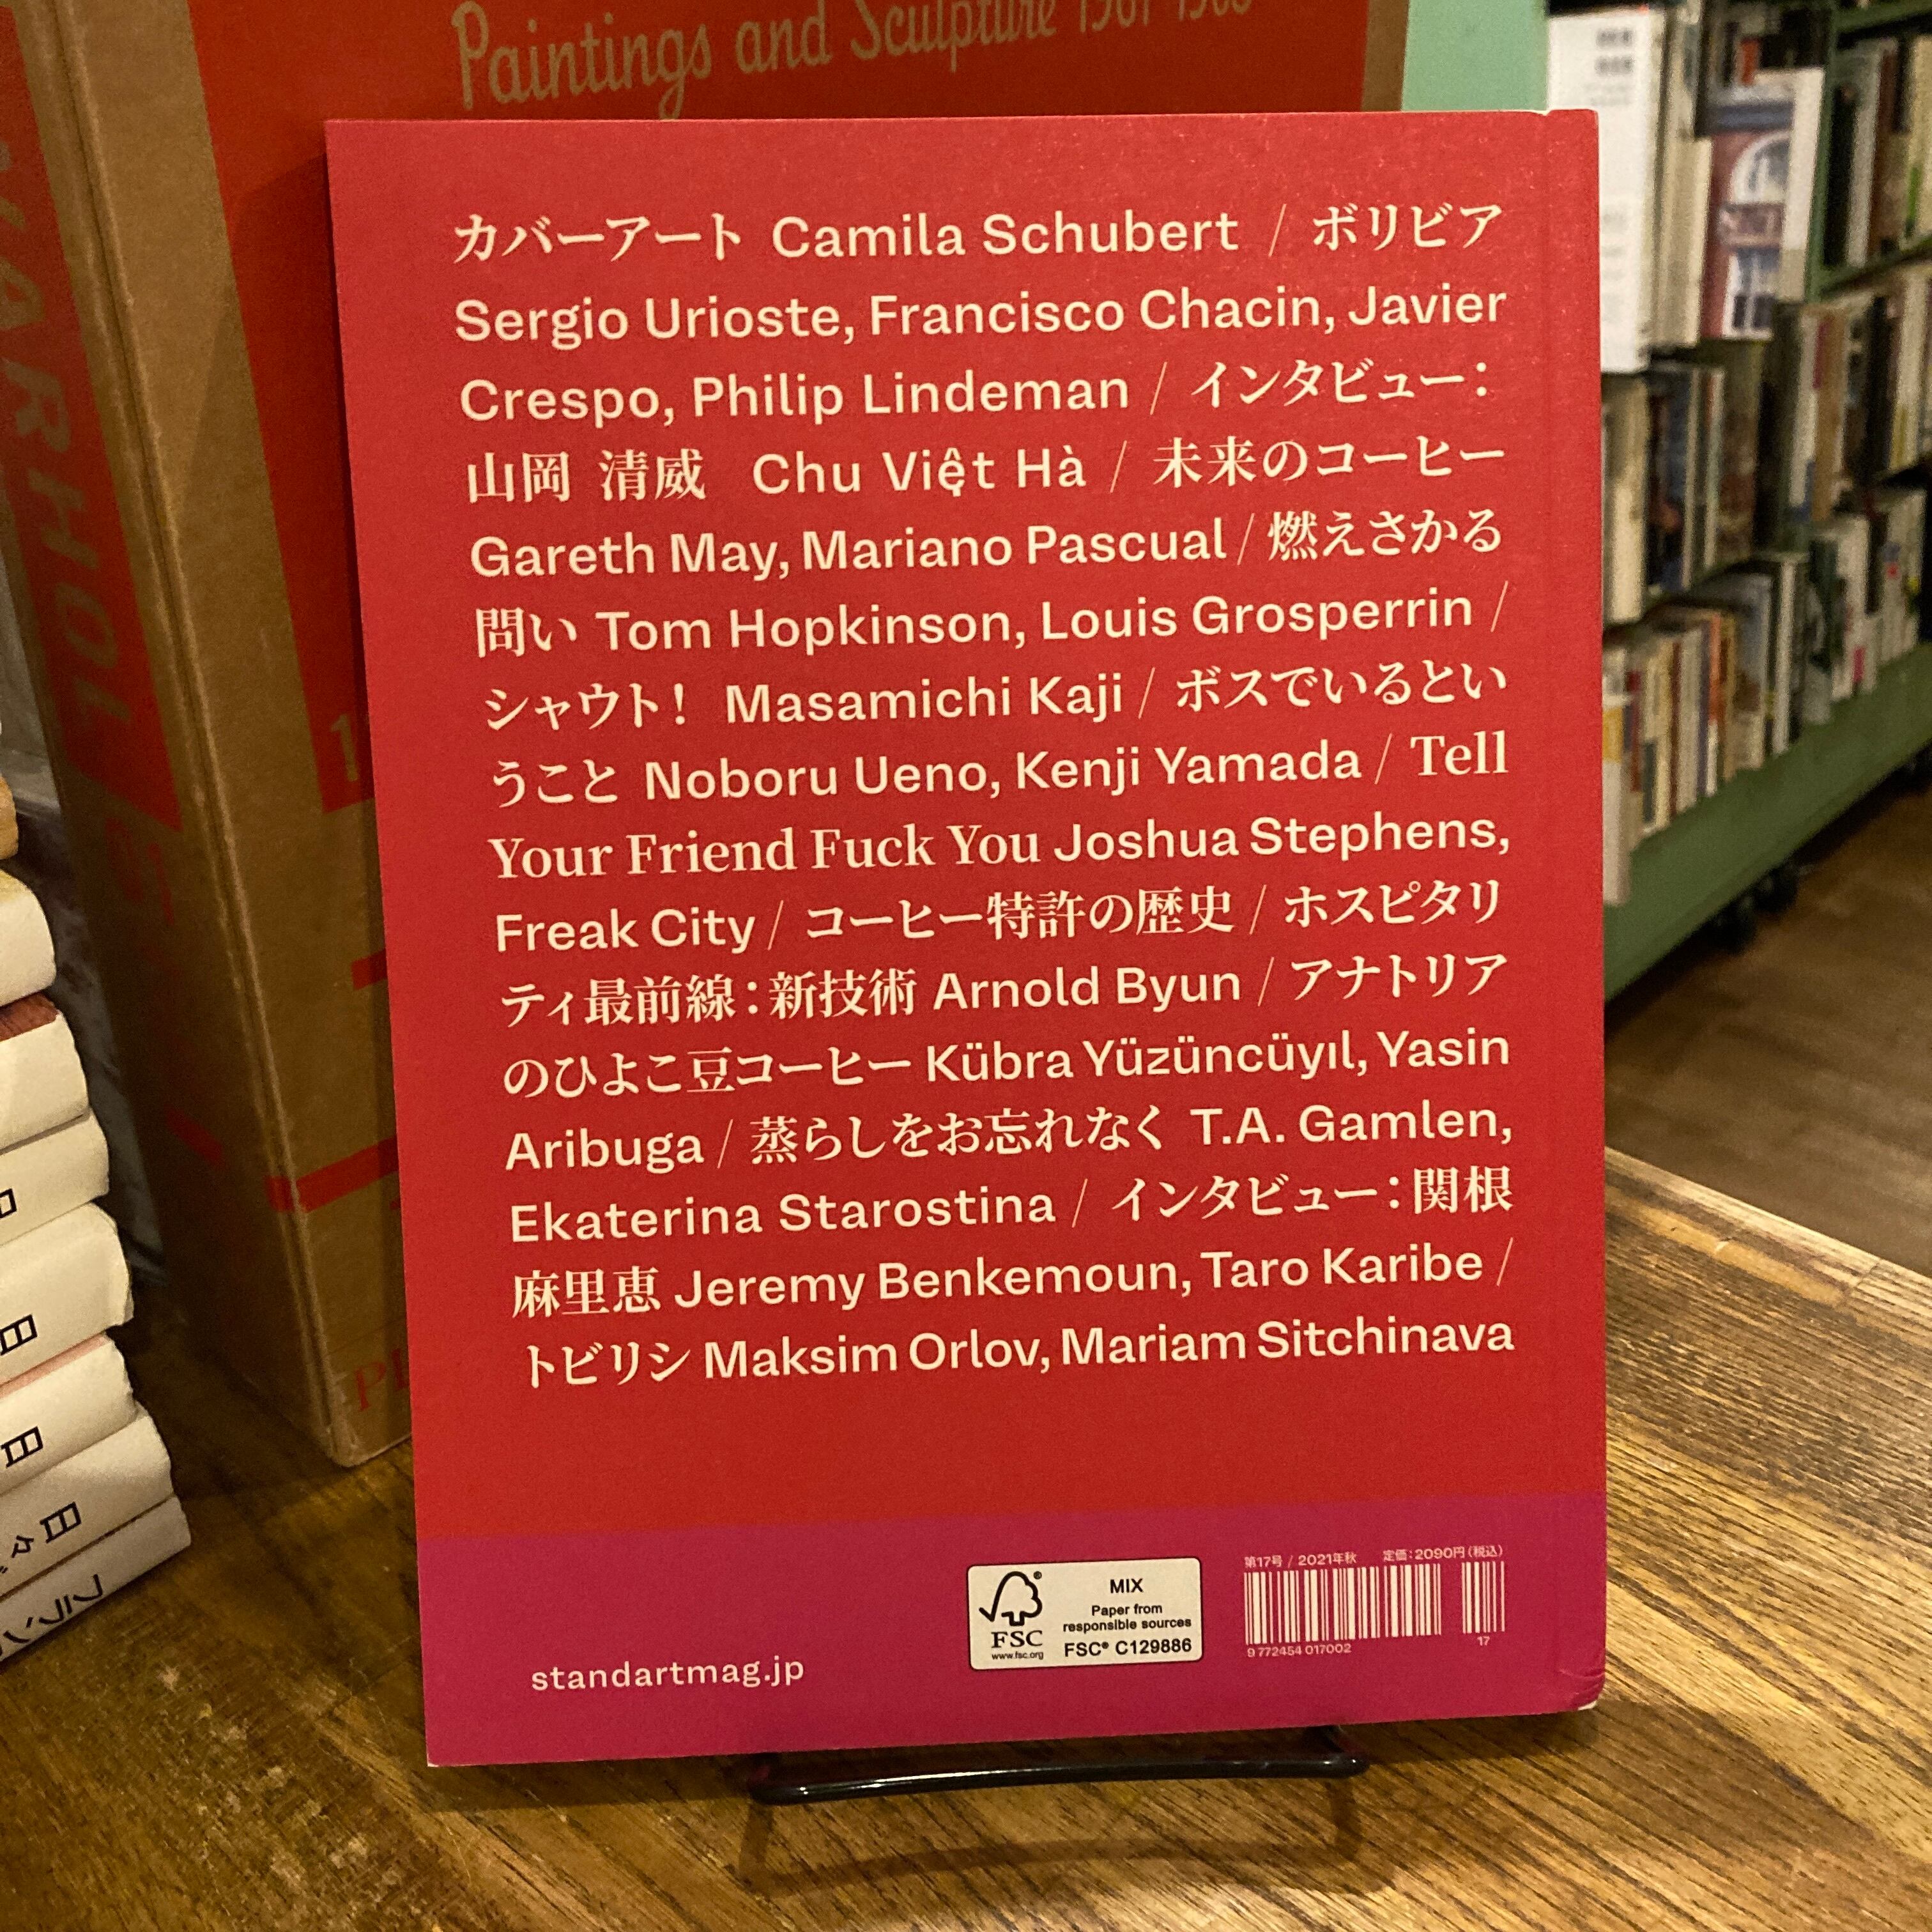 Paintings and Sculpture
WARHOL
カバーアート Camila Schubert / ボリビア
Sergio Urioste, Francisco Chacin, Javier
Crespo, Philip Lindeman / インタビュー：
山岡 清威 Chu Việt Hà / 未来のコーヒー
Gareth May, Mariano Pascual / 燃えさかる
問い Tom Hopkinson, Louis Grosperrin /
シャウト！ Masamichi Kaji / ボスでいるとい
うこと Noboru Ueno, Kenji Yamada / Tell
Your Friend Fuck You Joshua Stephens,
Freak City / コーヒー特許の歴史 / ホスピタリ
ティ最前線：新技術 Arnold Byun / アナトリア
のひよこ豆コーヒー Kübra Yüzüncüyıl, Yasin
Aribuga / 蒸らしをお忘れなく T.A. Gamlen,
Ekaterina Starostina / インタビュー：関根
麻里恵 Jeremy Benkemoun, Taro Karibe /
トビリシ Maksim Orlov, Mariam Sitchinava
standartmag.jp
FSC®
www.fsc.org
MIX
Paper from
responsible sources
FSC® C129886
第17号 / 2021年秋 定価：2090円（税込）
9 772454 017002
17